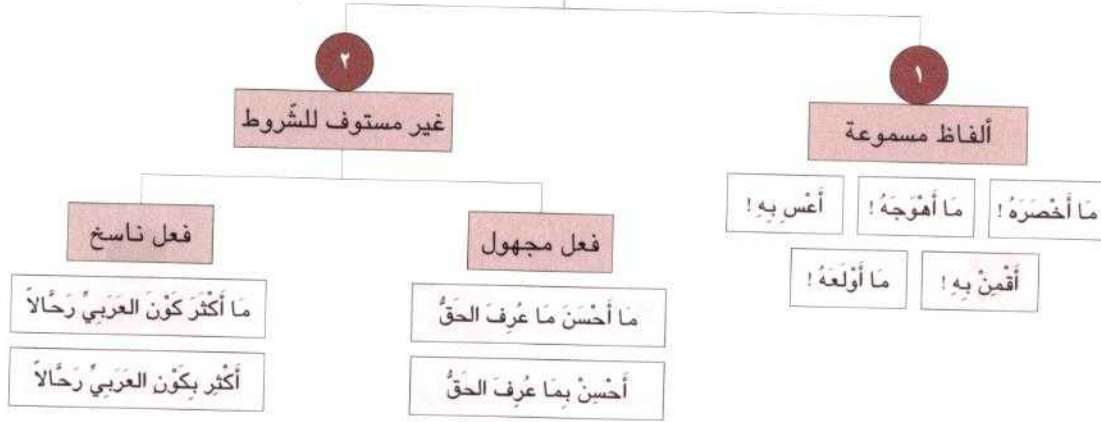 ١
ألفاظ مسموعة
مَا أَخْصَرَهُ !
مَا أَهْوَجَهُ !
أَعْسِ بِهِ !
أَقْمِنْ بِهِ !
مَا أَوْلَعَهُ !
٢
غير مستوف للشّروط
فعل مجهول
مَا أَحْسَنَ مَا عُرِفَ الحَقُّ
أَحْسِنْ بِمَا عُرِفَ الحَقُّ
فعل ناسخ
مَا أَكْثَرَ كَوْنَ العَرَبِيِّ رَحَّالاً
أَكْثِر بِكَوْنِ العَرَبِيِّ رَحَّالاً